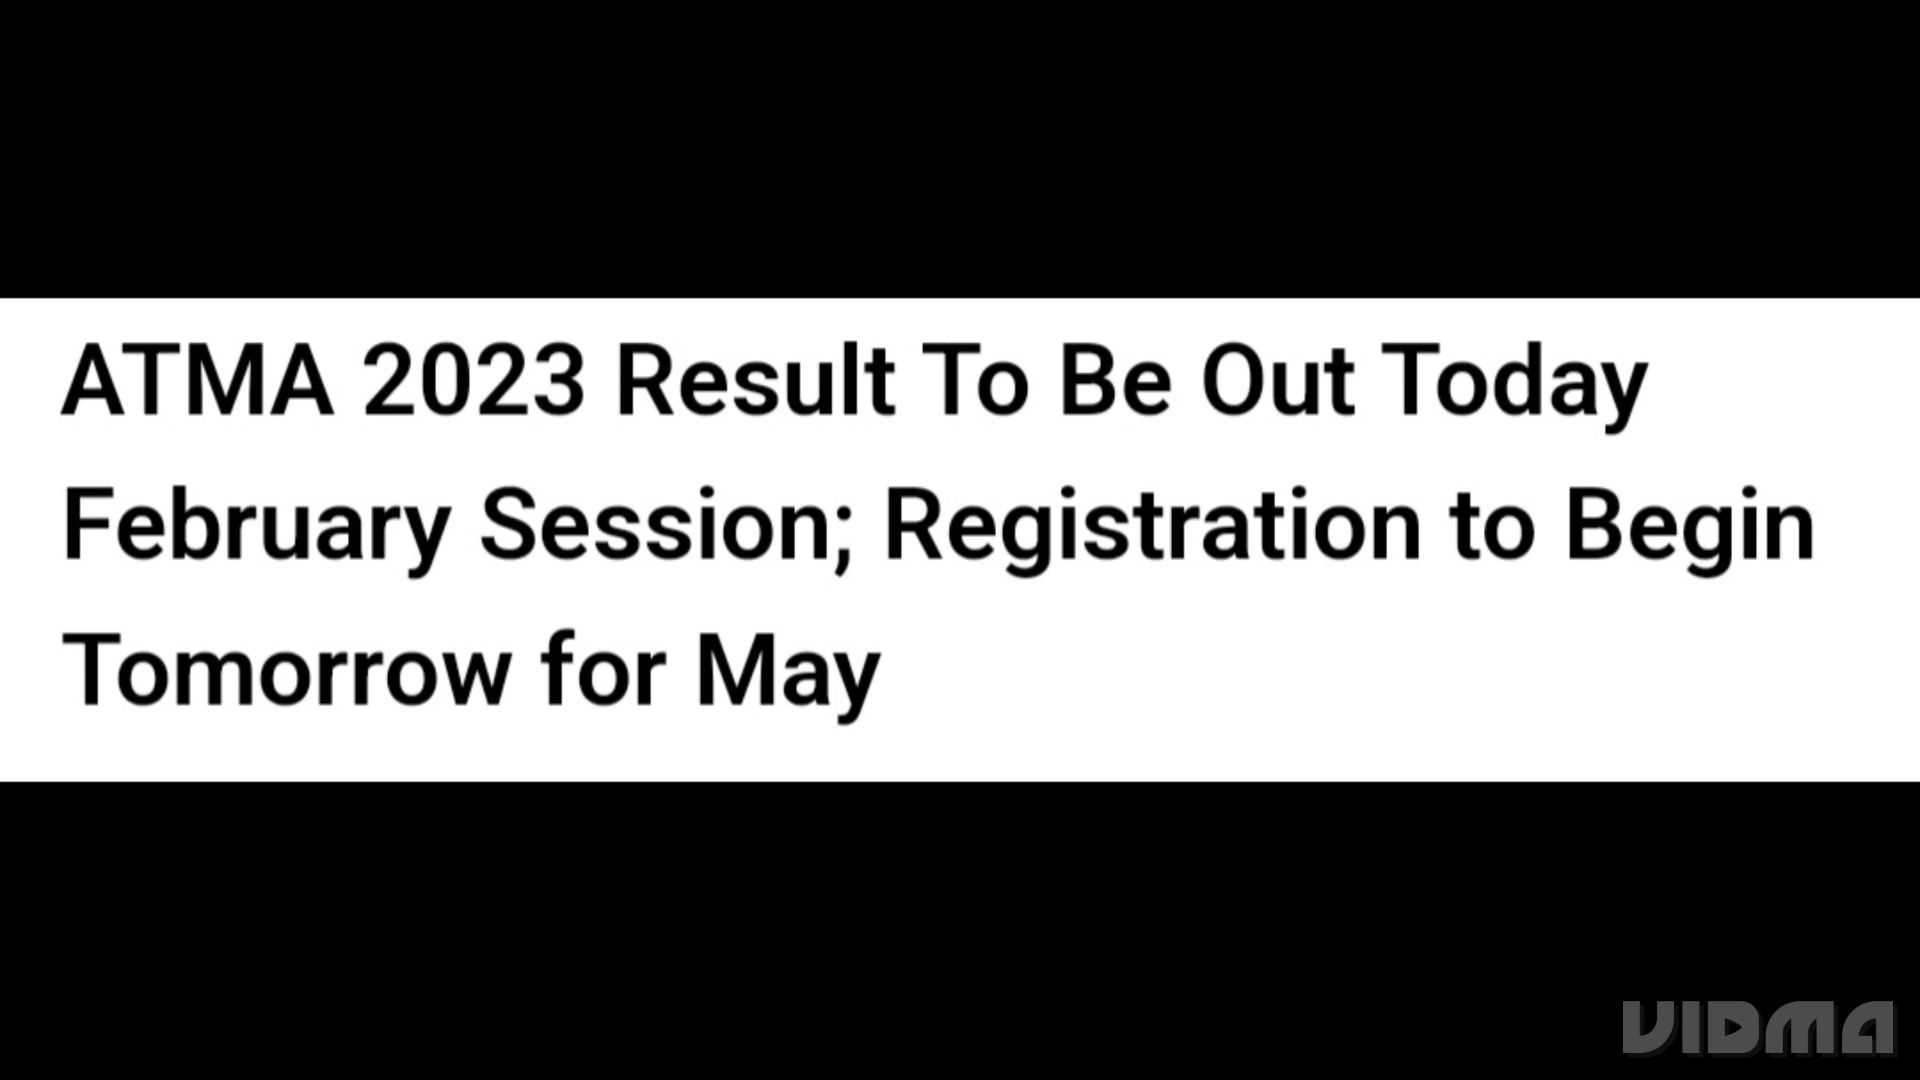 ATMA 2023 Result To Be Out Today
February Session; Registration to Begin
Tomorrow for May
VIDMA